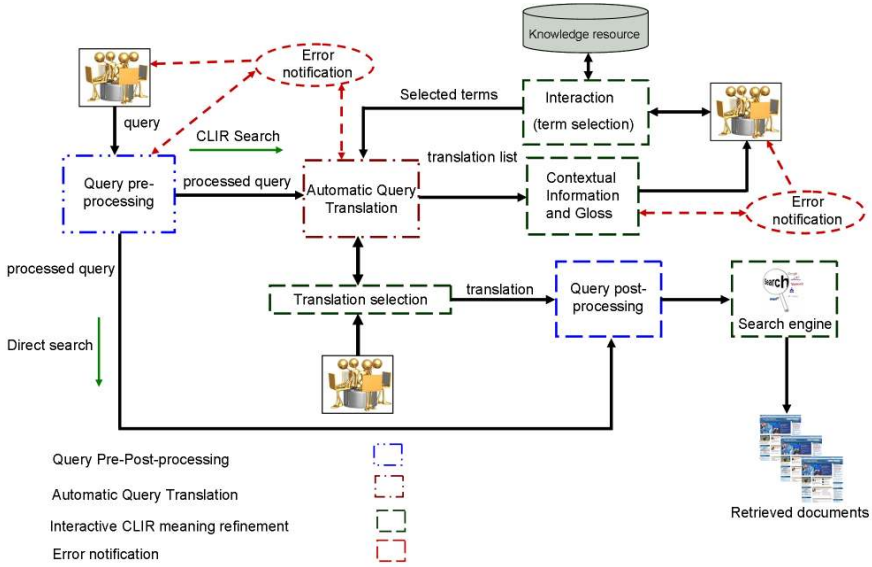 Knowledge resource
Error
notification
Selected terms
Interaction
(term selection)
query
CLIR Search
translation list
Query pre-
processing
processed query
Automatic Query
Translation
Contextual
Information
and Gloss
Error
notification
processed query
Translation selection
translation
Query post-
processing
Search
Search engine
Direct search
Query Pre-Post-processing
Automatic Query Translation
Interactive CLIR meaning refinement
Error notification
Retrieved documents